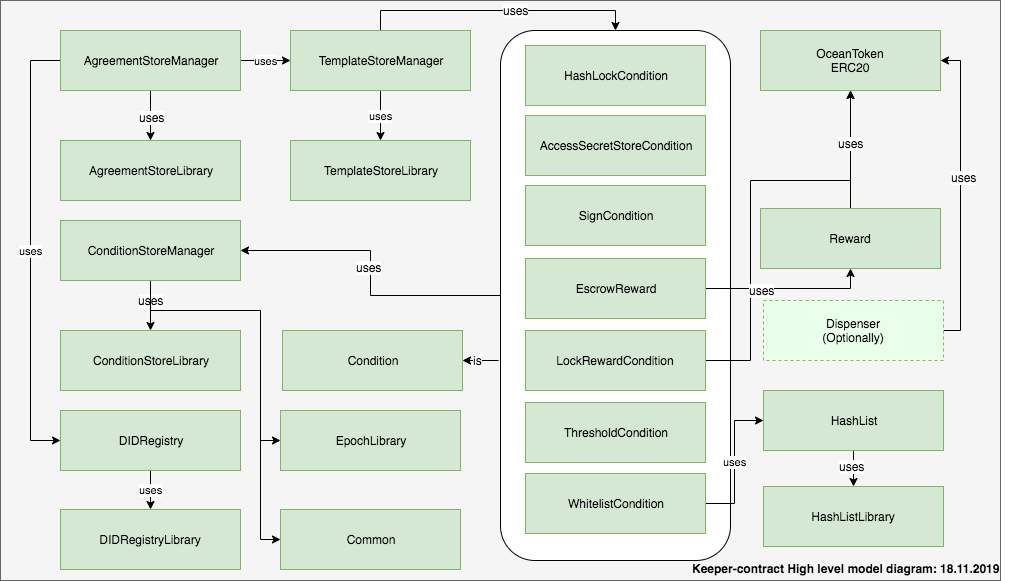 uses
AgreementStoreManager
uses
TemplateStoreManager
HashLockCondition
OceanToken
ERC20
uses
uses
AgreementStoreLibrary
TemplateStoreLibrary
AccessSecretStoreCondition
uses
uses
SignCondition
Reward
ConditionStoreManager
uses
uses
EscrowReward
uses
uses
Dispenser
(Optionally)
ConditionStoreLibrary
Condition
is
LockRewardCondition
HashList
DIDRegistry
EpochLibrary
ThresholdCondition
uses
uses
uses
WhitelistCondition
HashListLibrary
DIDRegistryLibrary
Common
Keeper-contract High level model diagram: 18.11.2019